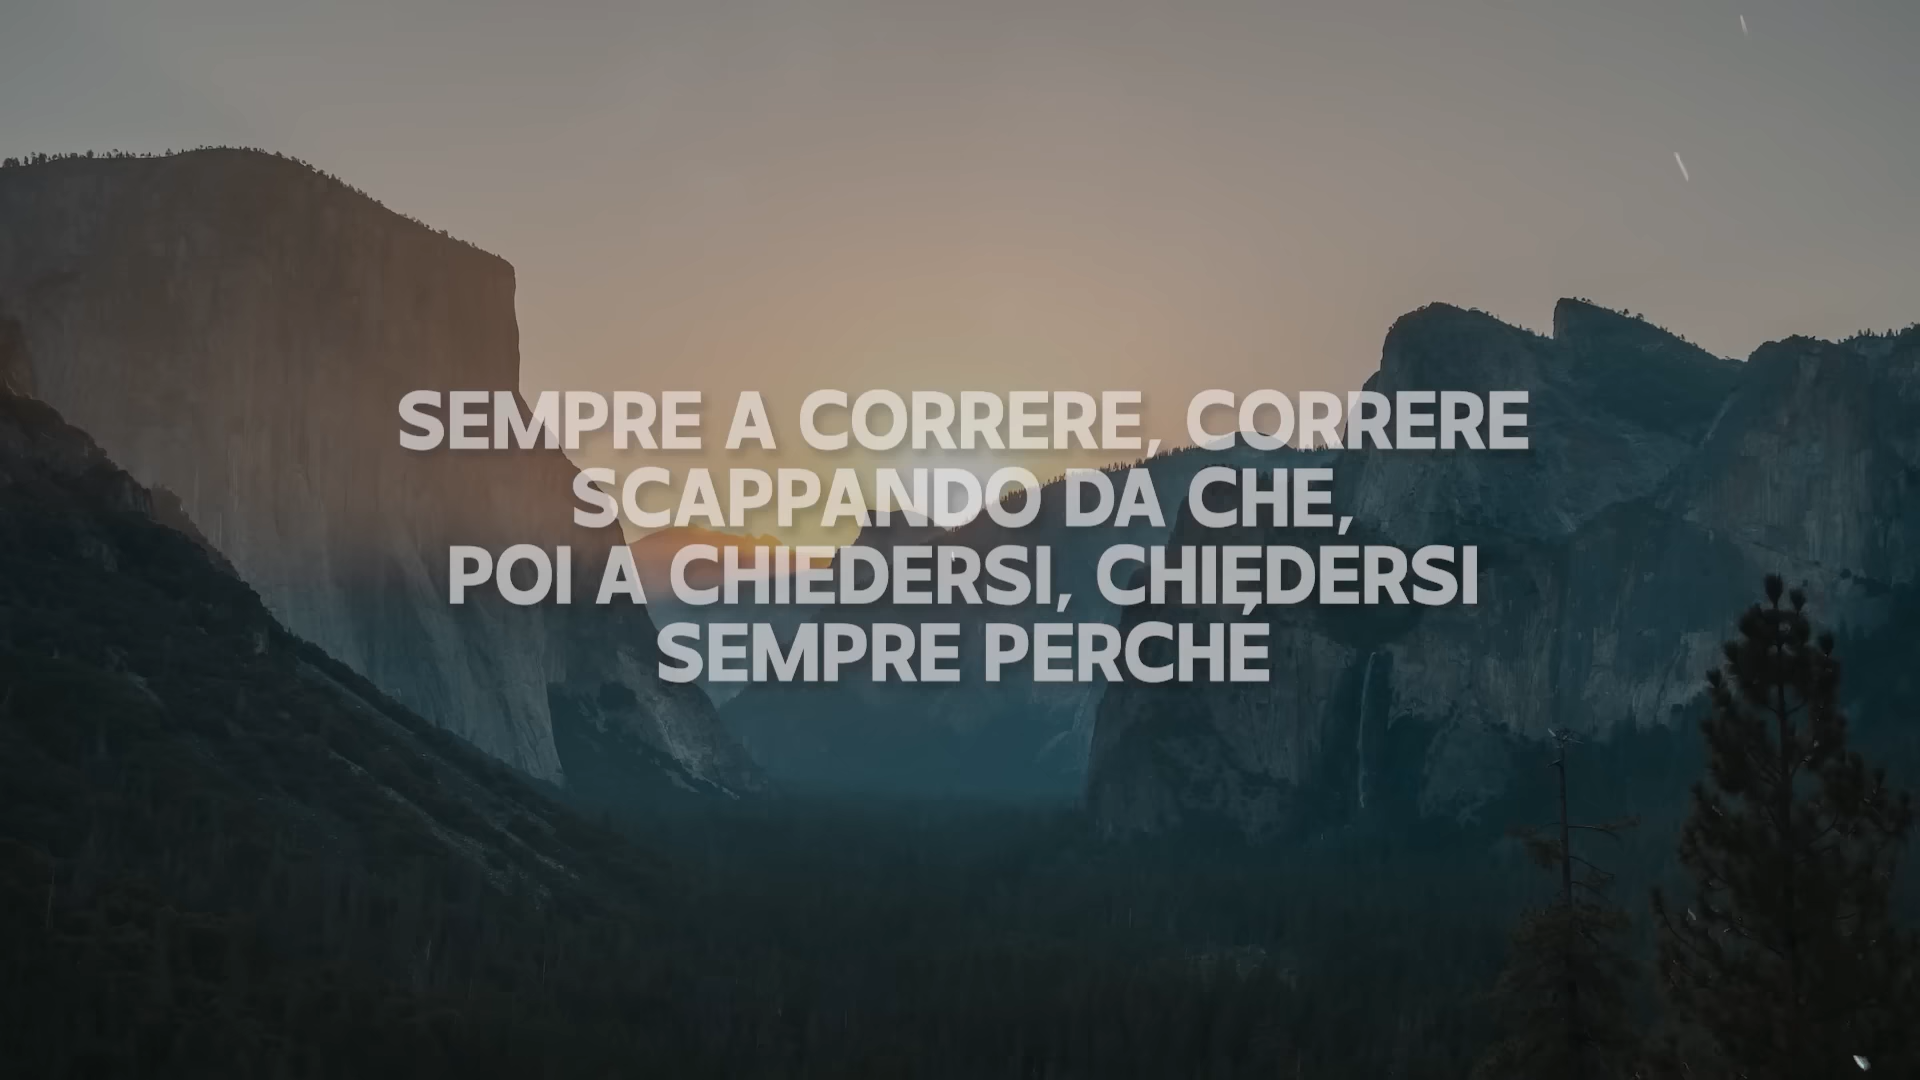 SEMPRE A CORRERE, CORRERE
SCAPPANDO DA CHE,
POI A CHIEDERSI, CHIEDERSI
SEMPRE PERCHÉ